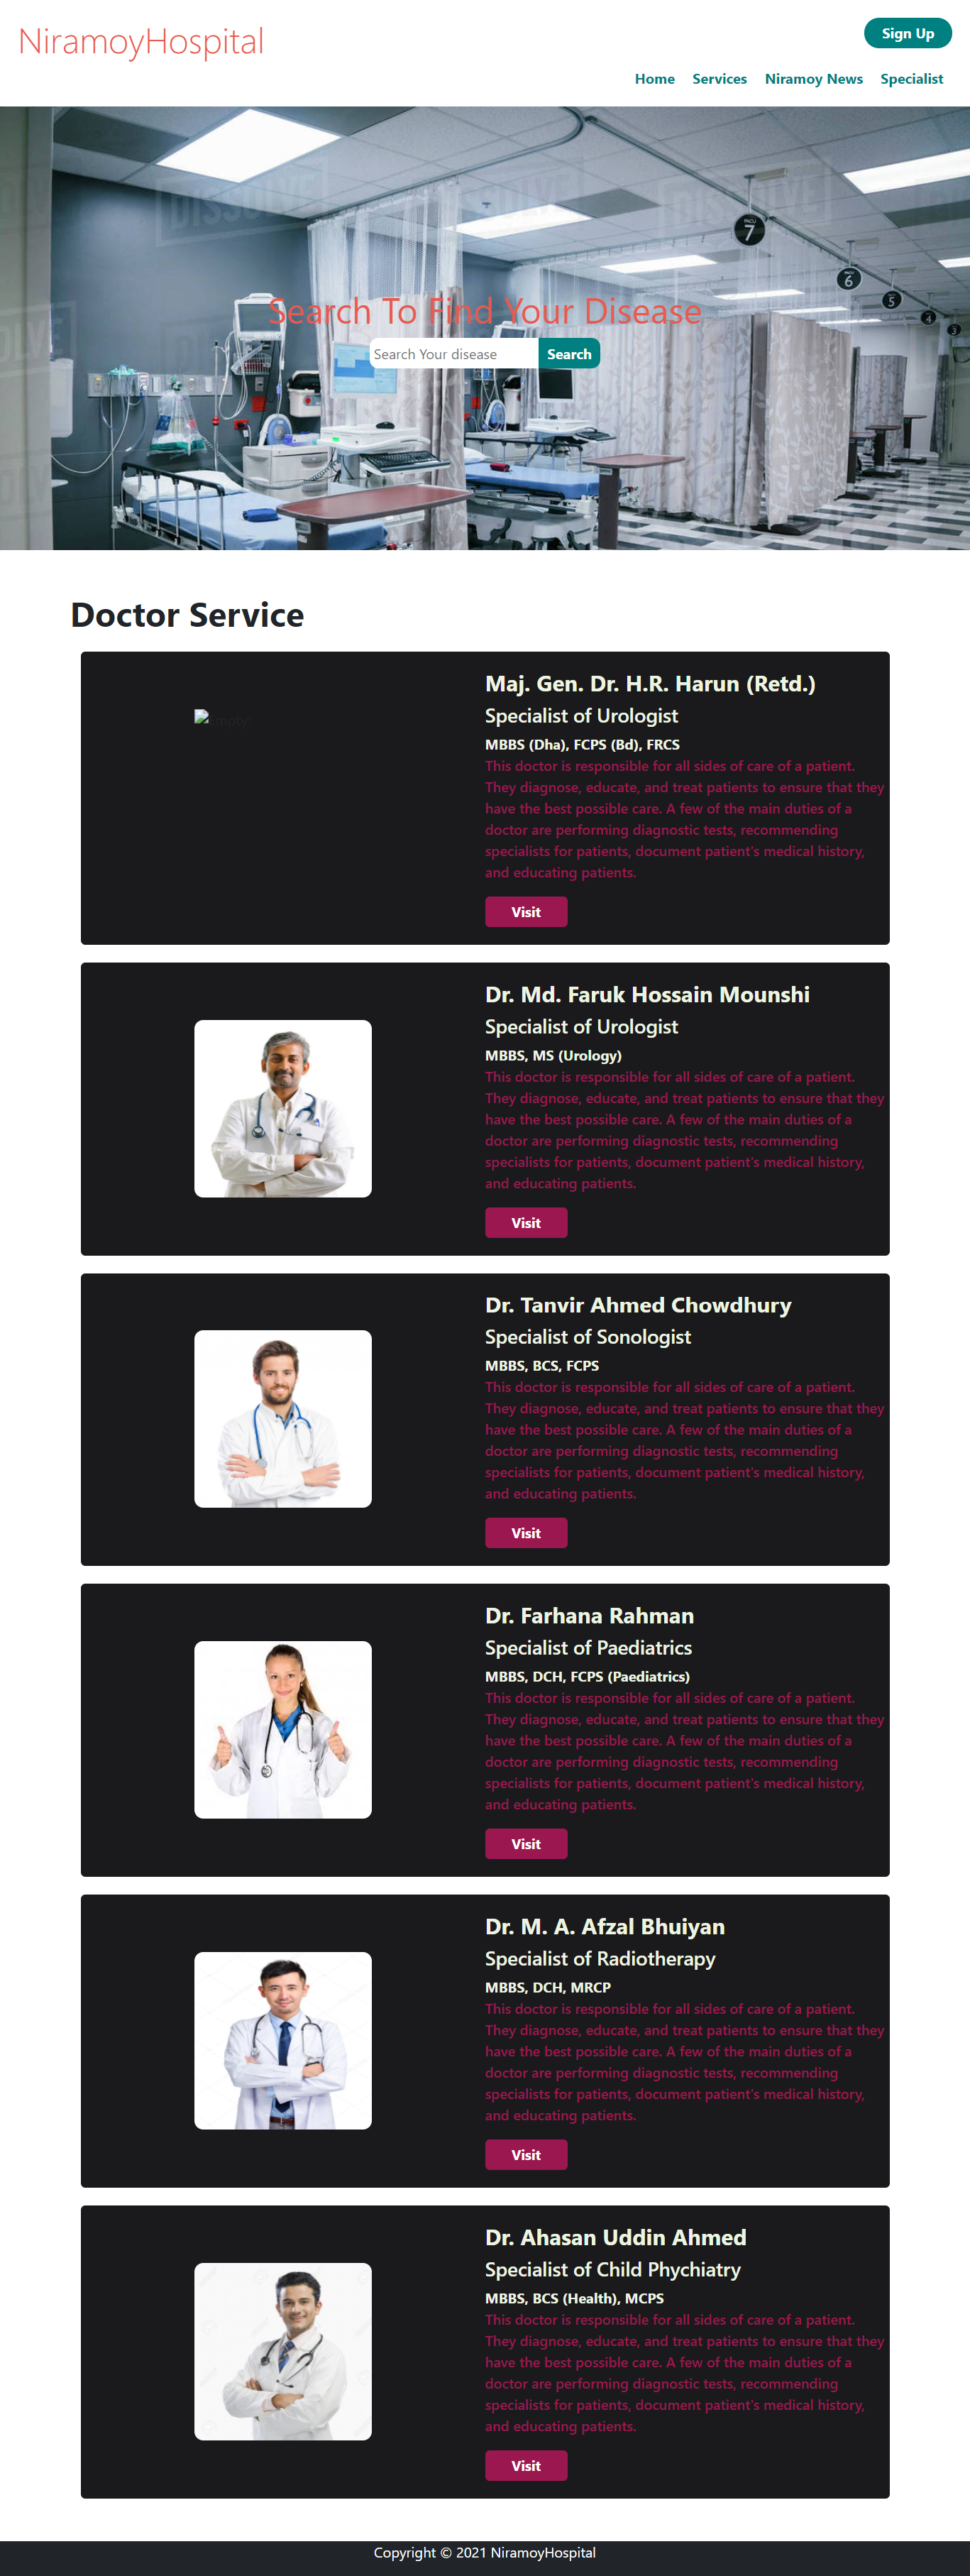 NiramoyHospital
Sign Up
Home Services Niramoy News Specialist
DISSOLVE
PACU
7
6
5
4
3
Search To Find Your Disease
Search Your disease Search
Doctor Service
Empty
Maj. Gen. Dr. H.R. Harun (Retd.)
Specialist of Urologist
MBBS (Dha), FCPS (Bd), FRCS
This doctor is responsible for all sides of care of a patient.
They diagnose, educate, and treat patients to ensure that they
have the best possible care. A few of the main duties of a
doctor are performing diagnostic tests, recommending
specialists for patients, document patient's medical history,
and educating patients.
Visit
Dr. Md. Faruk Hossain Mounshi
Specialist of Urologist
MBBS, MS (Urology)
This doctor is responsible for all sides of care of a patient.
They diagnose, educate, and treat patients to ensure that they
have the best possible care. A few of the main duties of a
doctor are performing diagnostic tests, recommending
specialists for patients, document patient's medical history,
and educating patients.
Visit
Dr. Tanvir Ahmed Chowdhury
Specialist of Sonologist
MBBS, BCS, FCPS
This doctor is responsible for all sides of care of a patient.
They diagnose, educate, and treat patients to ensure that they
have the best possible care. A few of the main duties of a
doctor are performing diagnostic tests, recommending
specialists for patients, document patient's medical history,
and educating patients.
Visit
Dr. Farhana Rahman
Specialist of Paediatrics
MBBS, DCH, FCPS (Paediatrics)
This doctor is responsible for all sides of care of a patient.
They diagnose, educate, and treat patients to ensure that they
have the best possible care. A few of the main duties of a
doctor are performing diagnostic tests, recommending
specialists for patients, document patient's medical history,
and educating patients.
Visit
Dr. M. A. Afzal Bhuiyan
Specialist of Radiotherapy
MBBS, DCH, MRCP
This doctor is responsible for all sides of care of a patient.
They diagnose, educate, and treat patients to ensure that they
have the best possible care. A few of the main duties of a
doctor are performing diagnostic tests, recommending
specialists for patients, document patient's medical history,
and educating patients.
Visit
Dr. Ahasan Uddin Ahmed
Specialist of Child Phychiatry
MBBS, BCS (Health), MCPS
This doctor is responsible for all sides of care of a patient.
They diagnose, educate, and treat patients to ensure that they
have the best possible care. A few of the main duties of a
doctor are performing diagnostic tests, recommending
specialists for patients, document patient's medical history,
and educating patients.
Visit
Copyright © 2021 NiramoyHospital